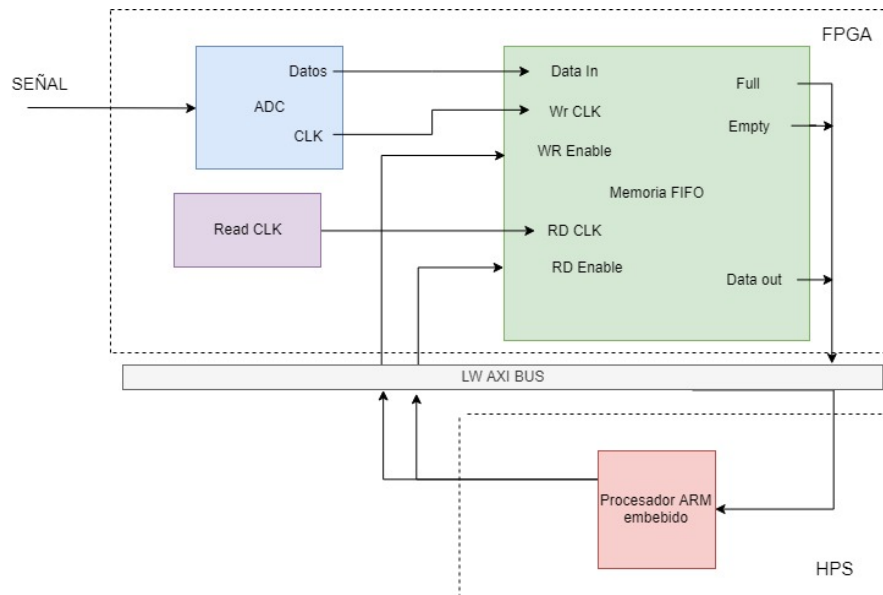 FPGA
SEÑAL
Datos
ADC
CLK
Data In
Wr CLK
WR Enable
Memoria FIFO
RD CLK
RD Enable
Full
Empty
Data out
Read CLK
LW AXI BUS
Procesador ARM
embebido
HPS